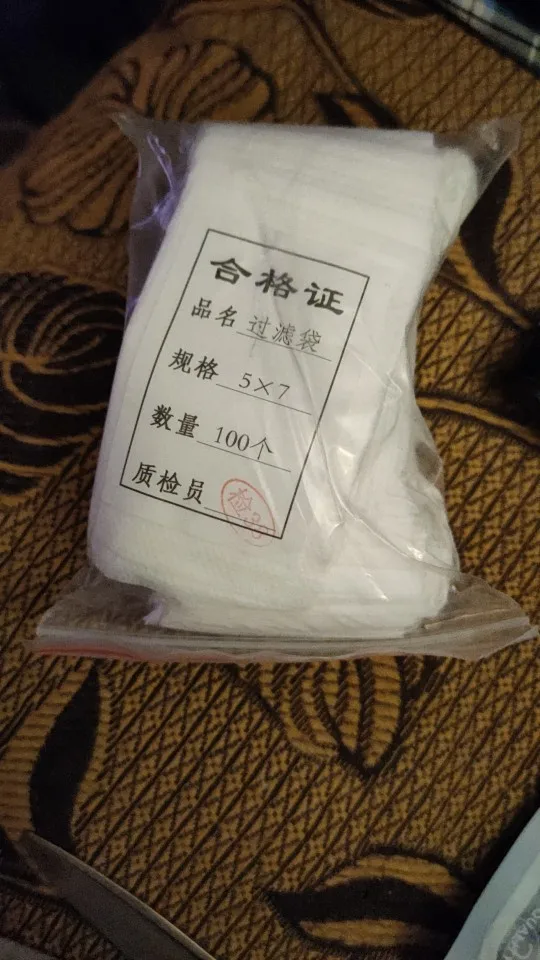 合格证
品名 过滤袋
规格 5×7
数量 100个
质检员